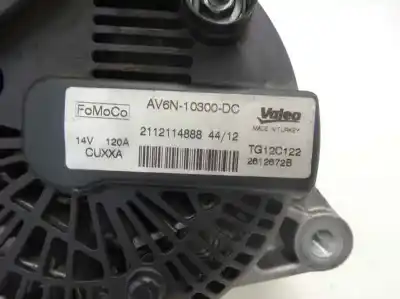 FoMoCo AV6N-10300-DC Valeo
MADE IN TURKEY
14V 120A 2112114888 44/12
CUXXA TG12C122
2612672B